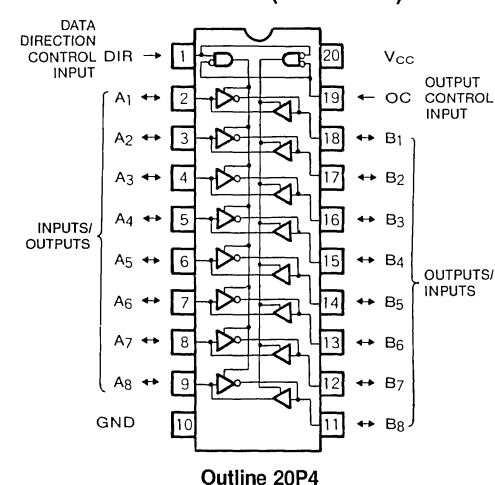 DATA
DIRECTION
CONTROL DIR → 1
INPUT
20 VCC
A1 ↔ 2
19 ← OC OUTPUT
CONTROL
INPUT
A2 ↔ 3
18 ↔ B1
A3 ↔ 4
17 ↔ B2
A4 ↔ 5
16 ↔ B3
INPUTS/
OUTPUTS
A5 ↔ 6
15 ↔ B4
A6 ↔ 7
14 ↔ B5
OUTPUTS/
INPUTS
A7 ↔ 8
13 ↔ B6
A8 ↔ 9
12 ↔ B7
GND 10
11 ↔ B8
Outline 20P4